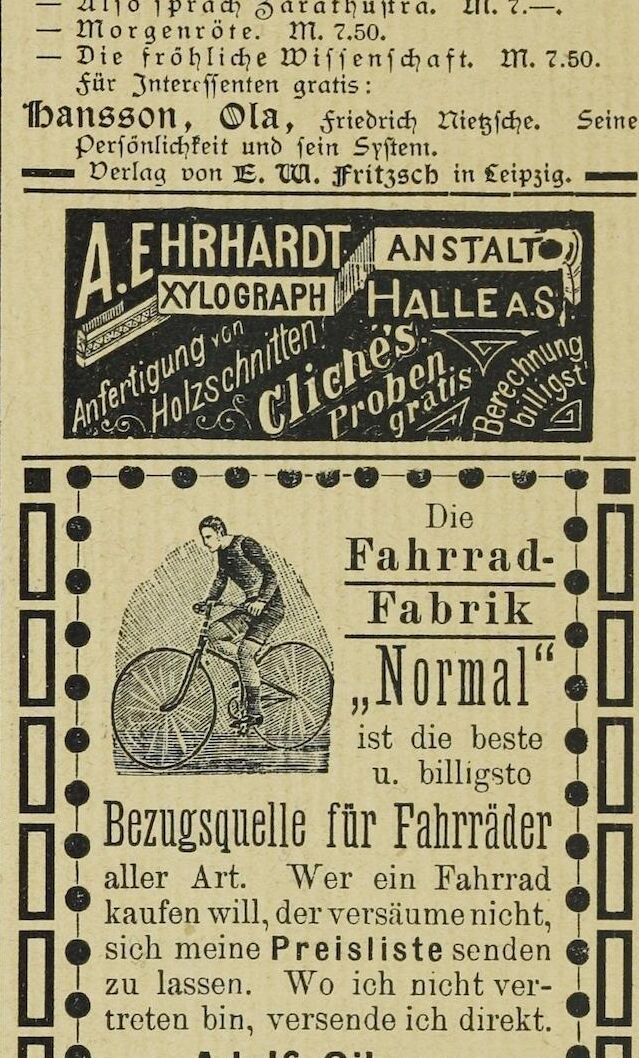 — Also sprach Zarathustra. M. 7.—.
— Morgenröte. M. 7.50.
— Die fröhliche Wissenschaft. M. 7.50.
Für Interessenten gratis:
Hansson, Ola, Friedrich Nietzsche. Seine
Persönlichkeit und sein System.
Verlag von E. W. Fritzsch in Leipzig.
A. EHRHARDT
XYLOGRAPH
ANSTALT
HALLE A.S.
Anfertigung von
Holzschnitten
Cliché's
Proben
gratis
Berechnung
billigst
Die
Fahrrad-
Fabrik
„Normal“
ist die beste
u. billigste
Bezugsquelle für Fahrräder
aller Art. Wer ein Fahrrad
kaufen will, der versäume nicht,
sich meine Preisliste senden
zu lassen. Wo ich nicht ver-
treten bin, versende ich direkt.
Adolf